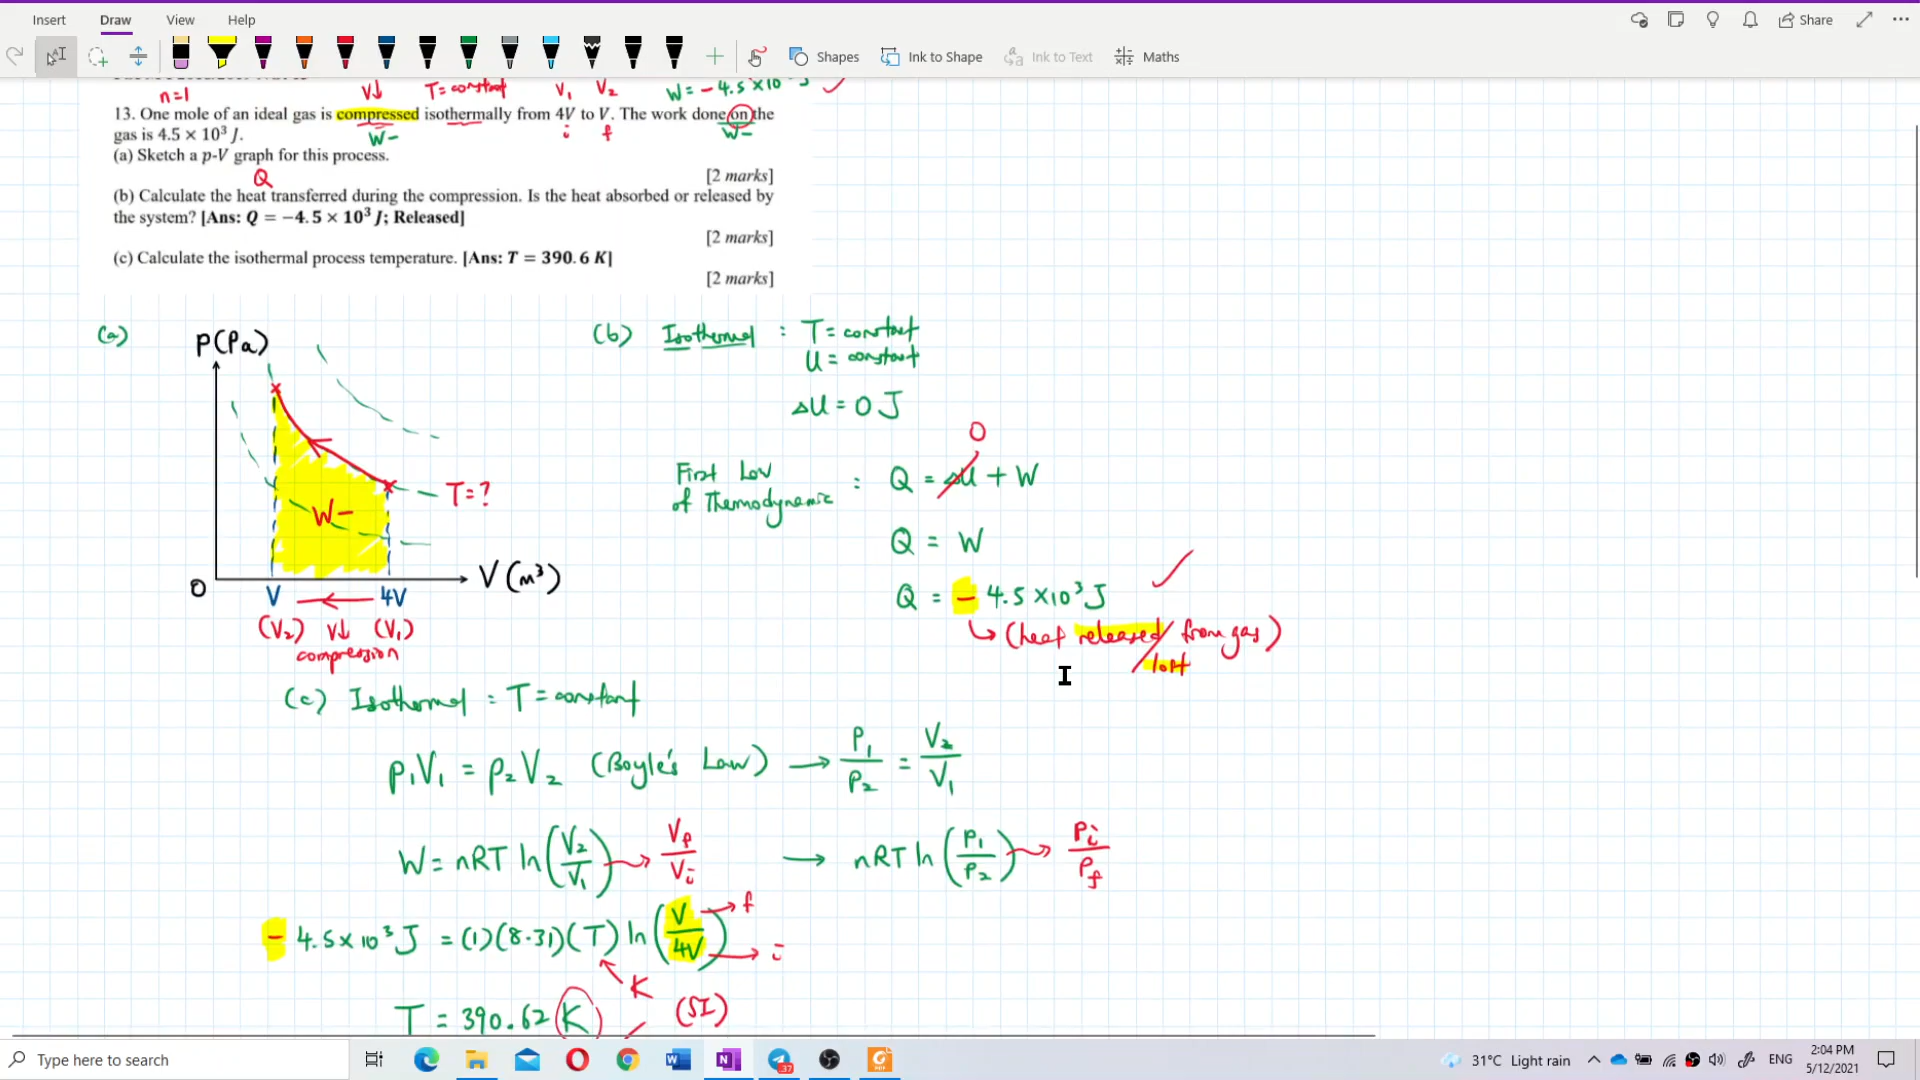 Insert Draw View Help
Share
Shapes Ink to Shape Ink to Text Maths
n=1 V↓ T=constant V₁ V₂ W=-4.5×10³J
13. One mole of an ideal gas is compressed isothermally from 4V to V. The work done on the
W- i f W-
gas is 4.5 × 10³ J.
(a) Sketch a p-V graph for this process.
[2 marks]
Q
(b) Calculate the heat transferred during the compression. Is the heat absorbed or released by
the system? [Ans: Q = −4.5 × 10³ J; Released]
[2 marks]
(c) Calculate the isothermal process temperature. [Ans: T = 390.6 K]
[2 marks]
(a)
P(Pa)
T=?
W-
0
V(m³)
V 4V
(V₂) V↓ (V₁)
compression
(b) Isothermal : T=constant
U = constant
ΔU = 0 J
0
First Law
of Thermodynamic : Q = ΔU + W
Q = W
Q = - 4.5×10³ J
(heat released/from gas)
/lost
(c) Isothermal : T=constant
P₁V₁ = P₂V₂ (Boyle's Law) → P₁/P₂ = V₂/V₁
W = nRT ln(V₂/V₁) → Vf/Vi → nRT ln(P₁/P₂) → Pi/Pf
- 4.5×10³J = (1)(8.31)(T) ln(V/4V) → f → i
K
T = 390.62 K (SI)
Type here to search
37
31°C Light rain
ENG
2:04 PM
5/12/2021